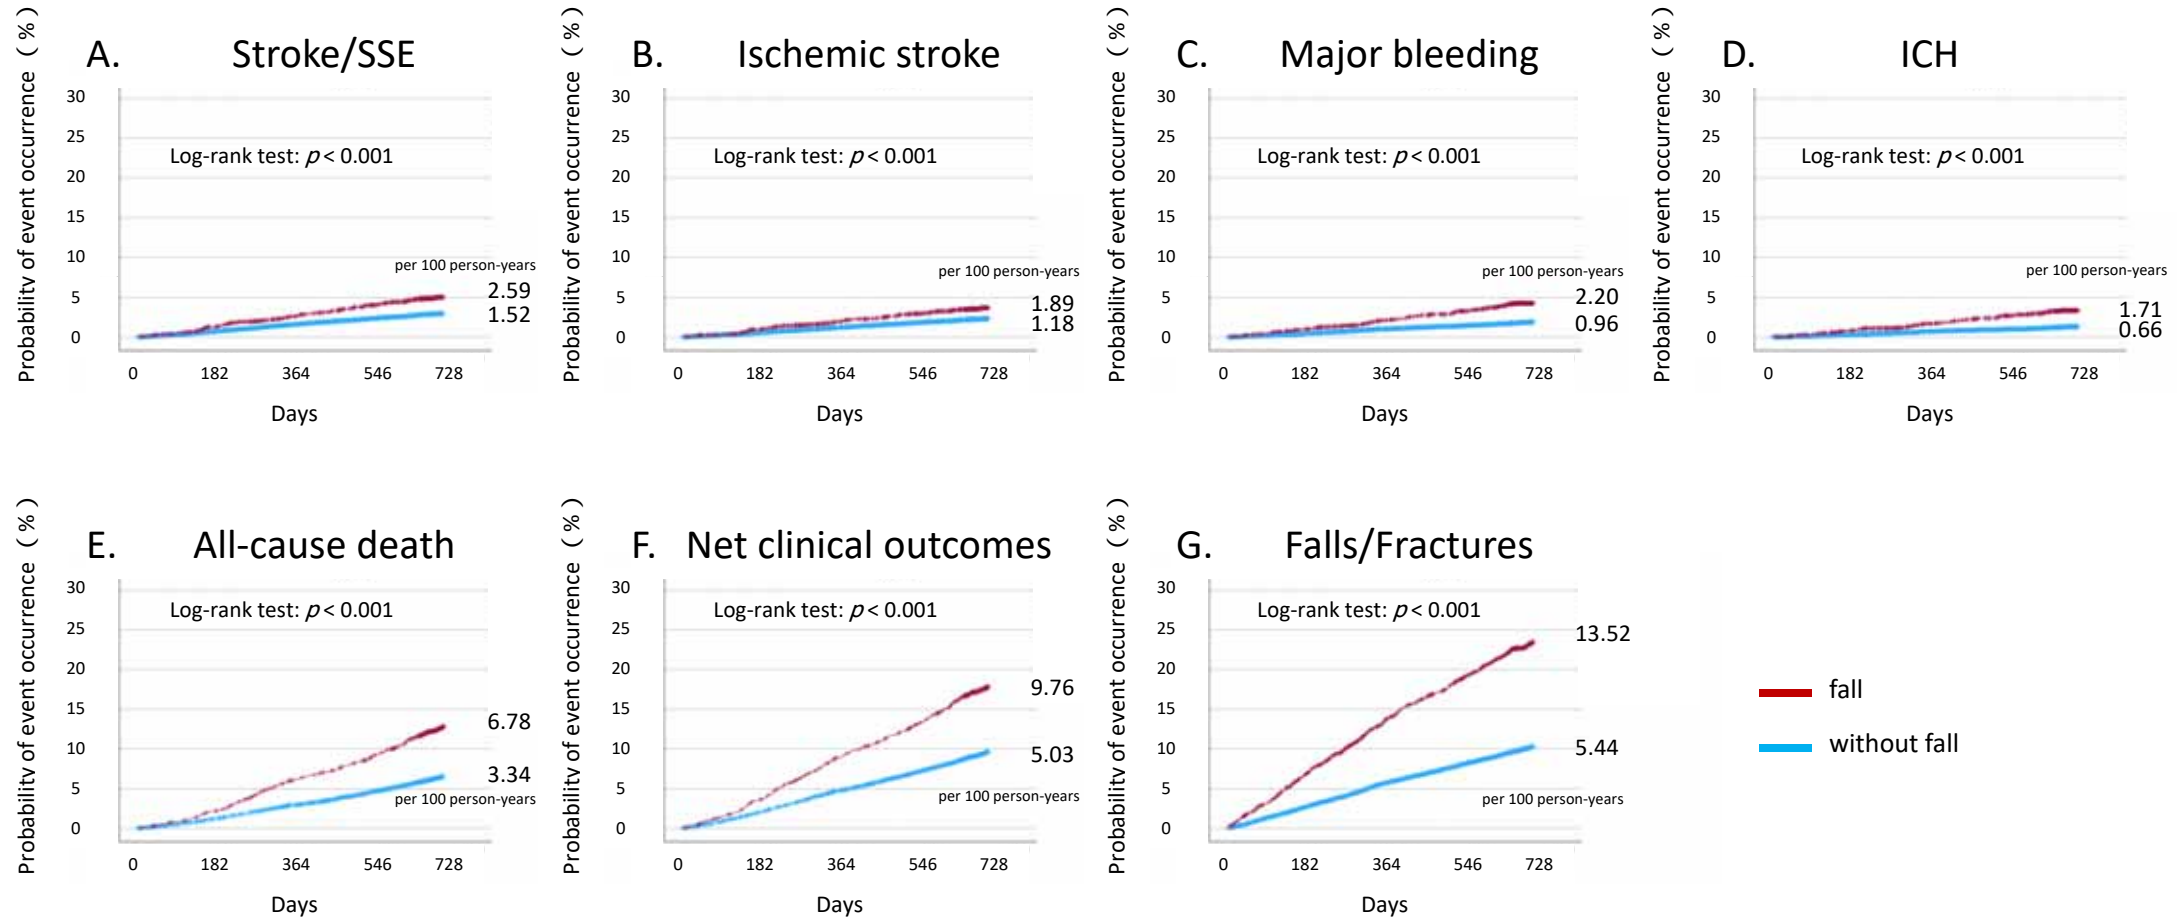 A. Stroke/SSE
Probability of event occurrence (%)
30
25
Log-rank test: p < 0.001
20
15
10
per 100 person-years
5
2.59
1.52
0
0 182 364 546 728
Days
B. Ischemic stroke
Probability of event occurrence (%)
30
25
Log-rank test: p < 0.001
20
15
10
per 100 person-years
5
1.89
1.18
0
0 182 364 546 728
Days
C. Major bleeding
Probability of event occurrence (%)
30
25
Log-rank test: p < 0.001
20
15
10
per 100 person-years
5
2.20
0.96
0
0 182 364 546 728
Days
D. ICH
Probability of event occurrence (%)
30
25
Log-rank test: p < 0.001
20
15
10
per 100 person-years
5
1.71
0.66
0
0 182 364 546 728
Days
E. All-cause death
Probability of event occurrence (%)
30
Log-rank test: p < 0.001
25
20
15
6.78
10
3.34
5
per 100 person-years
0
0 182 364 546 728
Days
F. Net clinical outcomes
Probability of event occurrence (%)
30
Log-rank test: p < 0.001
25
20
9.76
15
10
5.03
5
per 100 person-years
0
0 182 364 546 728
Days
G. Falls/Fractures
Probability of event occurrence (%)
30
Log-rank test: p < 0.001
25
13.52
20
15
10
5.44
5
per 100 person-years
0
0 182 364 546 728
Days
fall
without fall